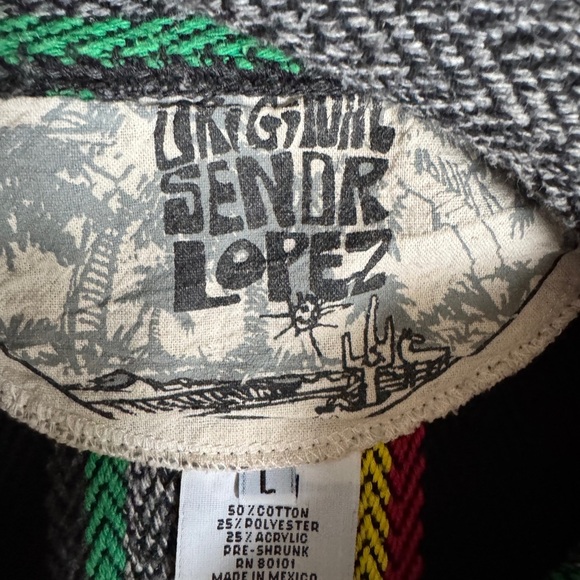 ORIGINAL
SENOR
LOPEZ
L
50%COTTON
25%POLYESTER
25%ACRYLIC
PRE-SHRUNK
RN 80101
MADE IN MEXICO